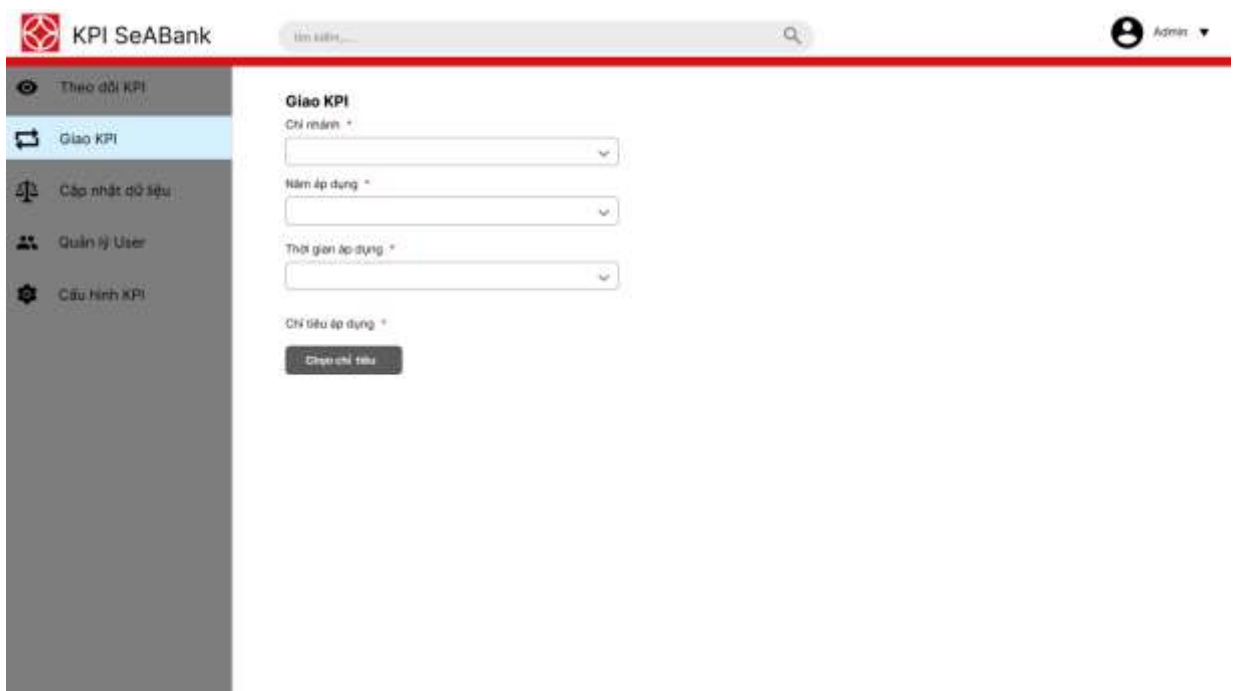 KPI SeABank
tìm kiếm,....
Admin
Theo dõi KPI
Giao KPI
Cập nhật dữ liệu
Quản lý User
Cấu hình KPI
Giao KPI
Chi nhánh *
Năm áp dụng *
Thời gian áp dụng *
Chỉ tiêu áp dụng *
Chọn chỉ tiêu